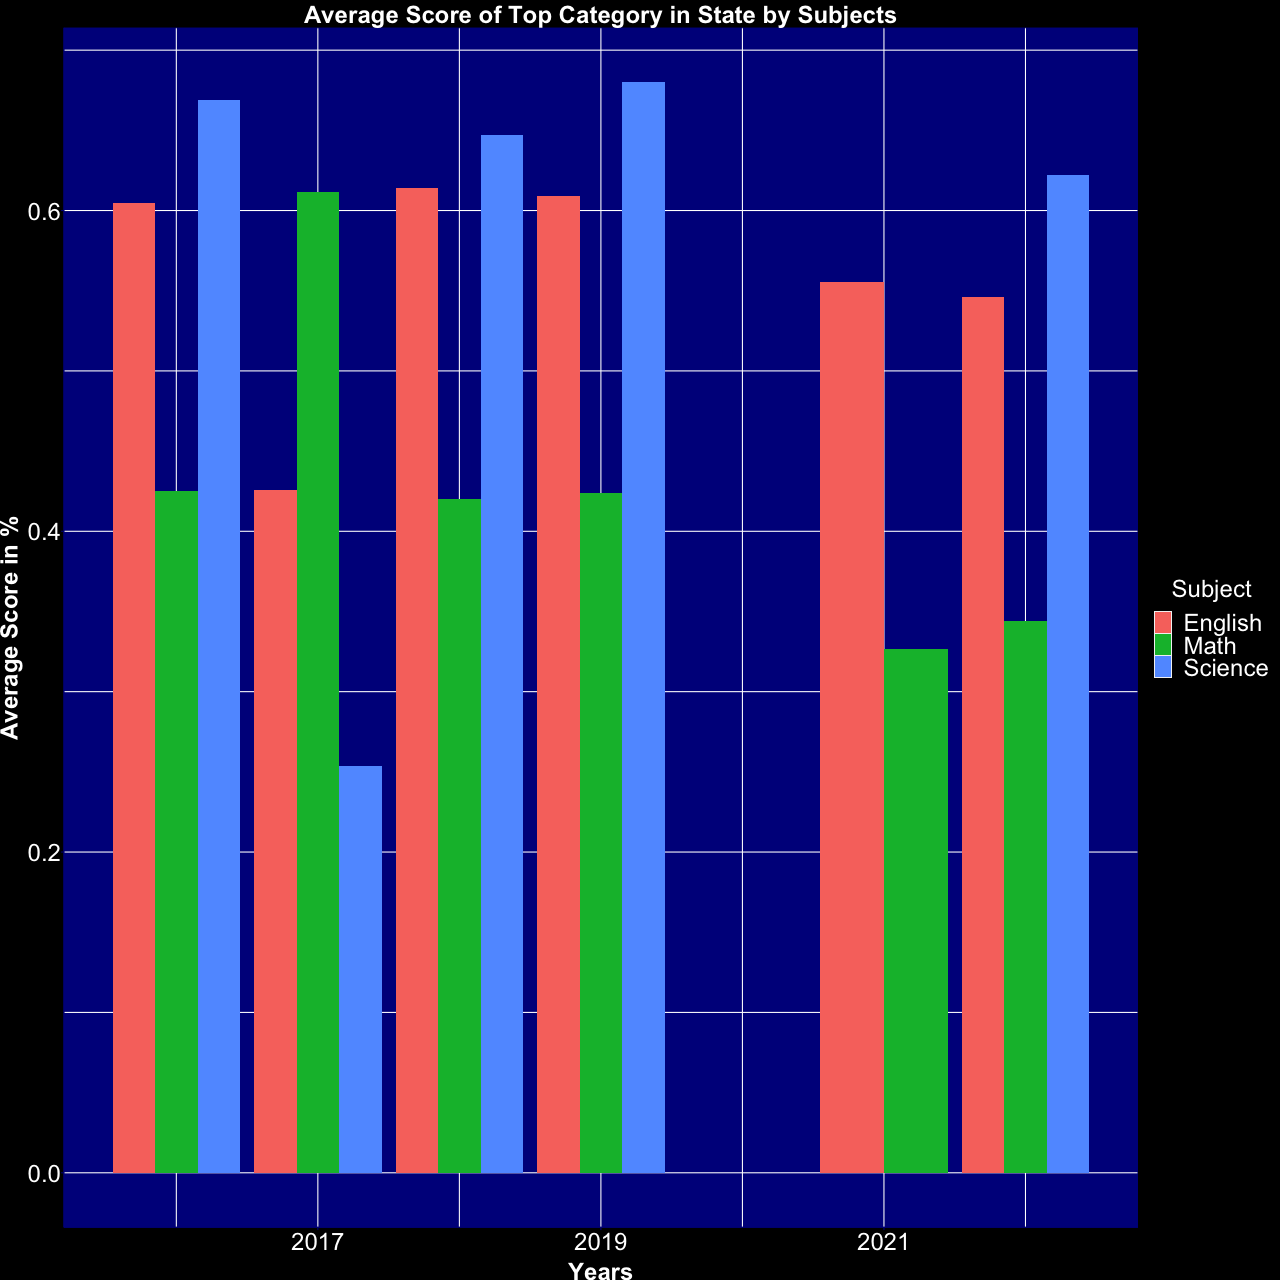 Average Score of Top Category in State by Subjects
Average Score in %
0.6
0.4
0.2
0.0
2017
2019
2021
Years
Subject
English
Math
Science